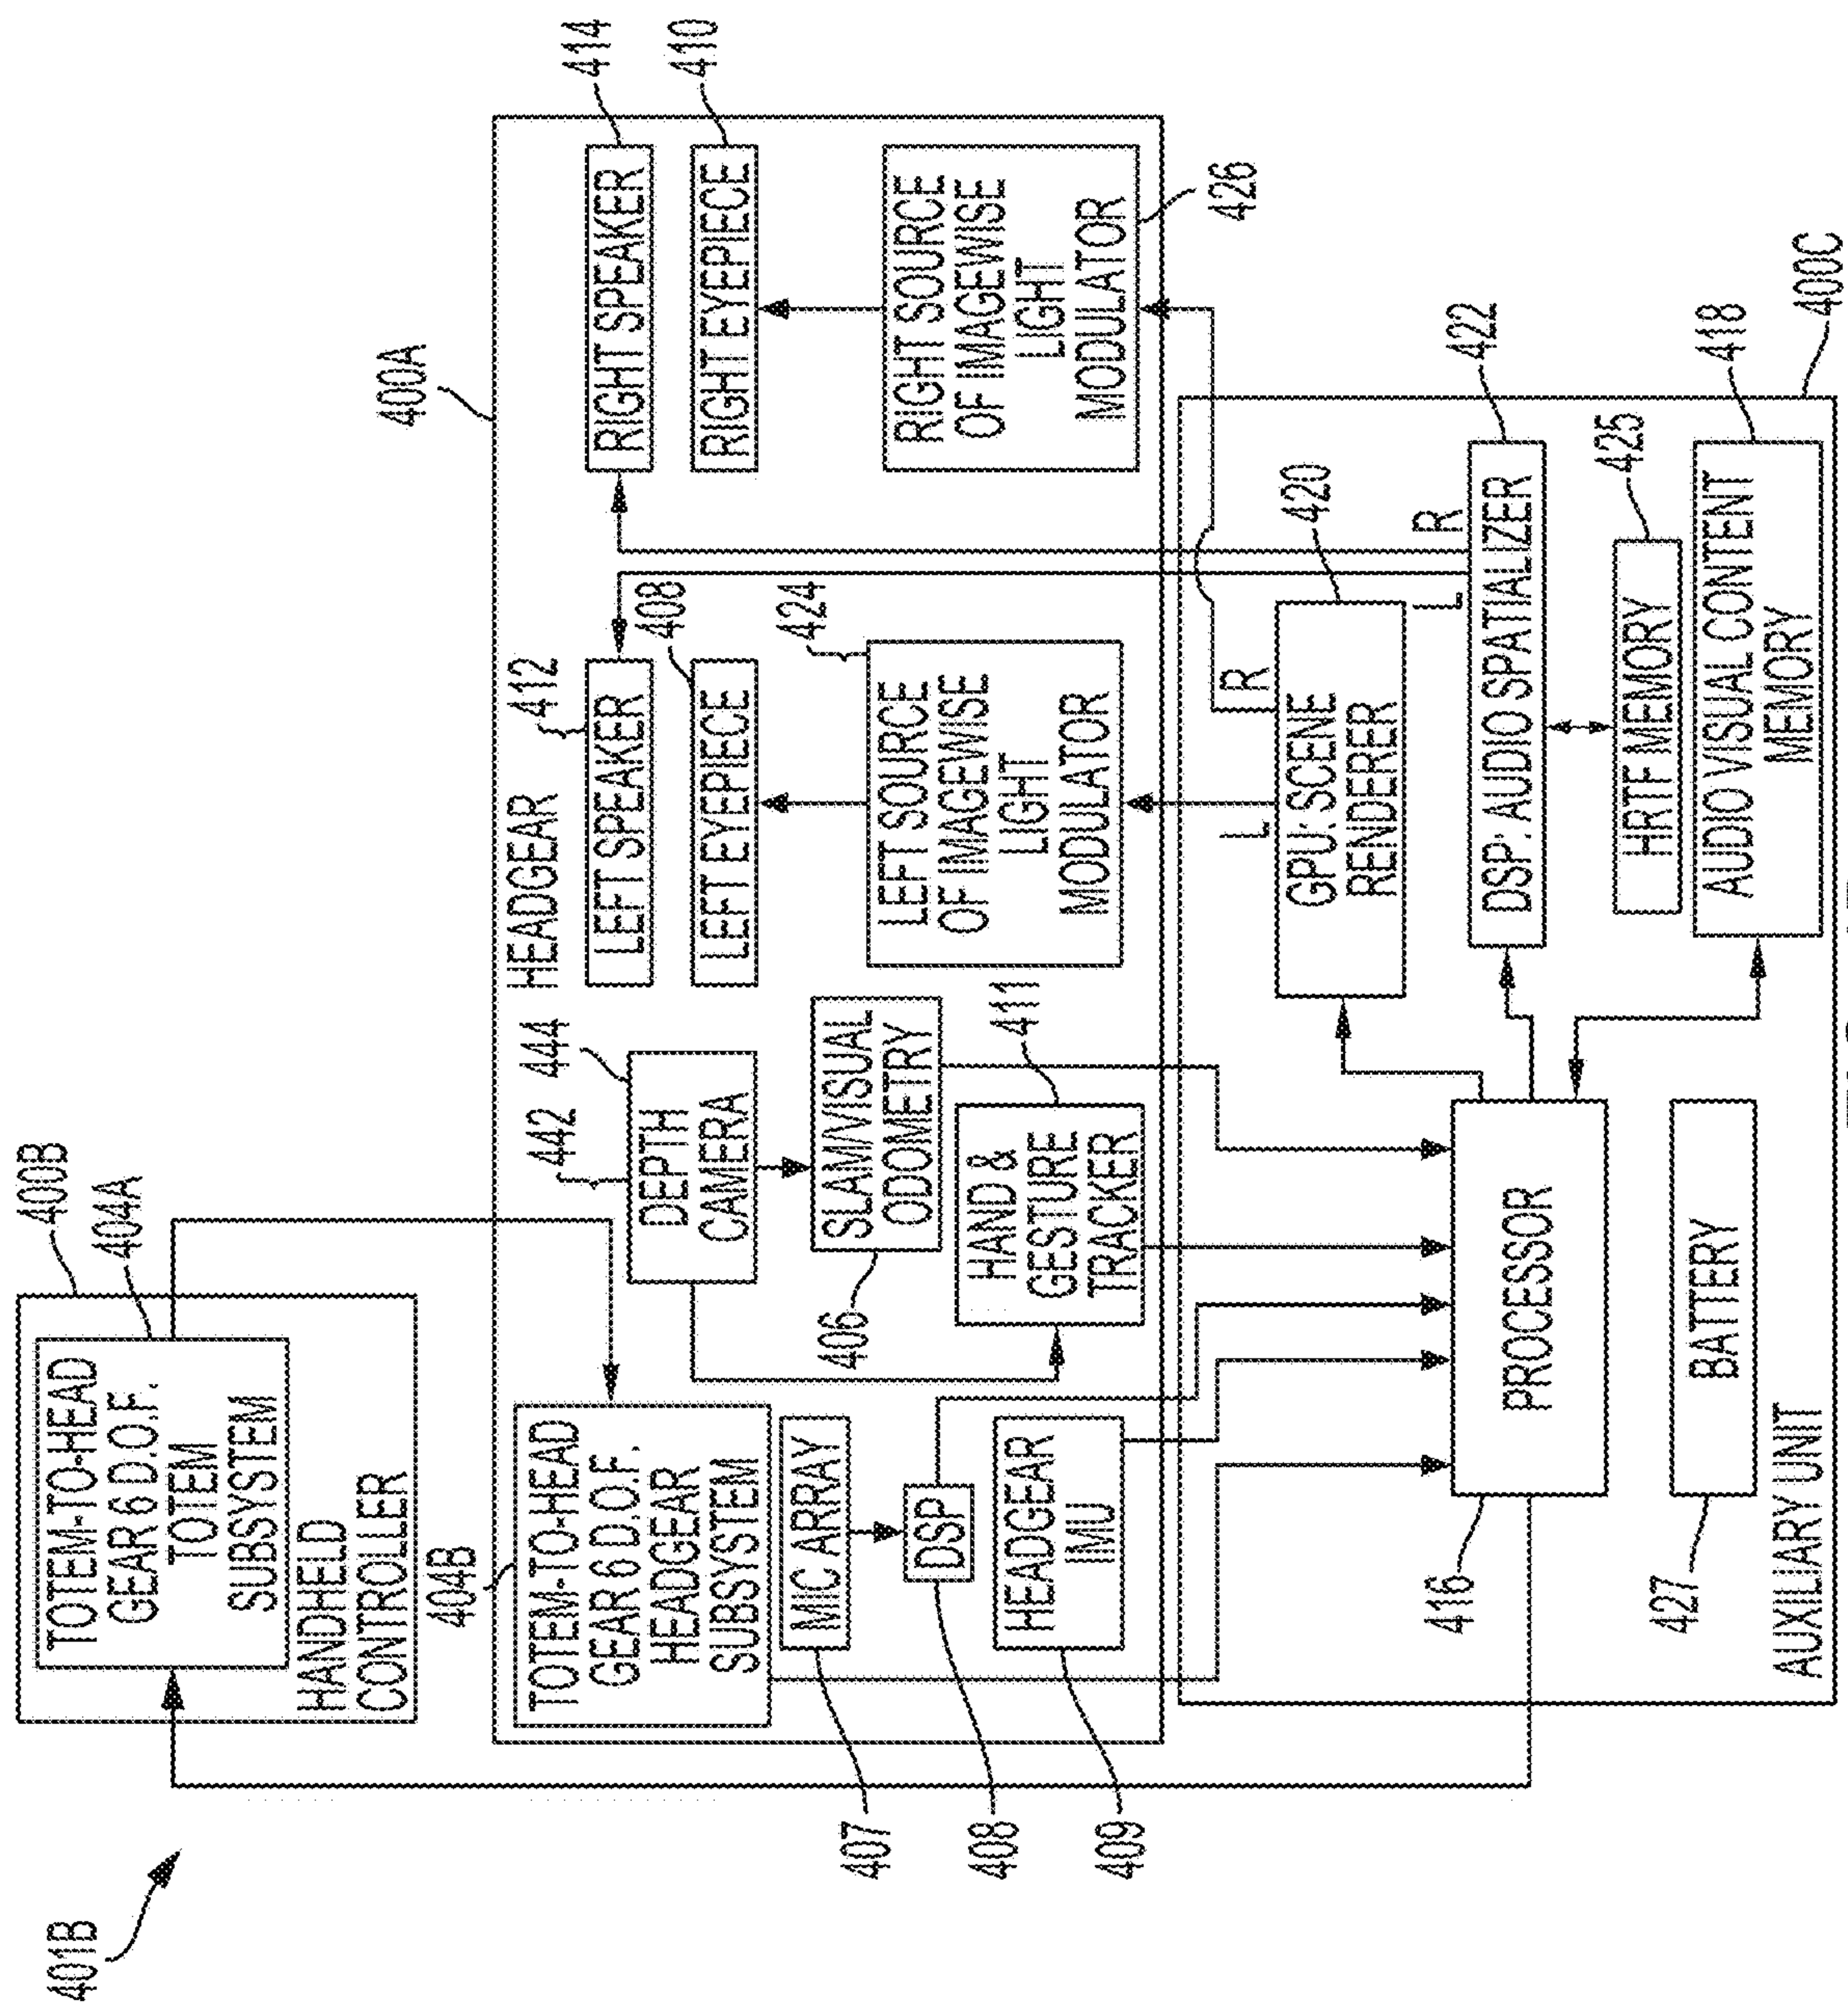 401B
400B
404A
TOTEM-TO-HEAD
GEAR 6 D.O.F.
TOTEM
SUBSYSTEM
HANDHELD
CONTROLLER
400A
HEADGEAR
404B
TOTEM-TO-HEAD
GEAR 6 D.O.F.
HEADGEAR
SUBSYSTEM
442
444
DEPTH
CAMERA
412
LEFT SPEAKER
414
RIGHT SPEAKER
408
LEFT EYEPIECE
410
RIGHT EYEPIECE
407
MIC ARRAY
406
SLAM/VISUAL
ODOMETRY
424
LEFT SOURCE
OF IMAGEWISE
LIGHT
MODULATOR
RIGHT SOURCE
OF IMAGEWISE
LIGHT
MODULATOR
426
408
DSP
409
HEADGEAR
IMU
411
HAND &
GESTURE
TRACKER
L
R
420
GPU: SCENE
RENDERER
L
R
416
PROCESSOR
422
DSP: AUDIO SPATIALIZER
425
HRTF MEMORY
427
BATTERY
418
AUDIO VISUAL CONTENT
MEMORY
AUXILIARY UNIT
400C